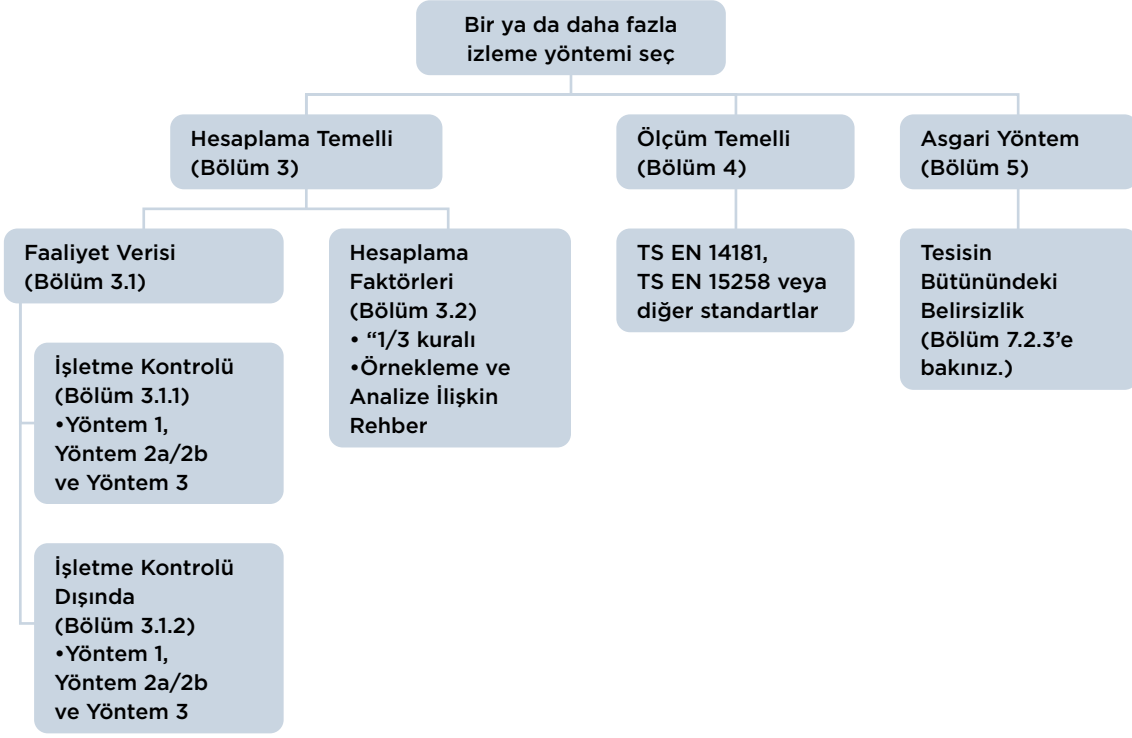 Bir ya da daha fazla
izleme yöntemi seç
Hesaplama Temelli
(Bölüm 3)
Ölçüm Temelli
(Bölüm 4)
Asgari Yöntem
(Bölüm 5)
Faaliyet Verisi
(Bölüm 3.1)
Hesaplama
Faktörleri
(Bölüm 3.2)
• “1/3 kuralı
•Örnekleme ve
Analize İlişkin
Rehber
TS EN 14181,
TS EN 15258 veya
diğer standartlar
Tesisin
Bütünündeki
Belirsizlik
(Bölüm 7.2.3’e
bakınız.)
İşletme Kontrolü
(Bölüm 3.1.1)
•Yöntem 1,
Yöntem 2a/2b
ve Yöntem 3
İşletme Kontrolü
Dışında
(Bölüm 3.1.2)
•Yöntem 1,
Yöntem 2a/2b
ve Yöntem 3